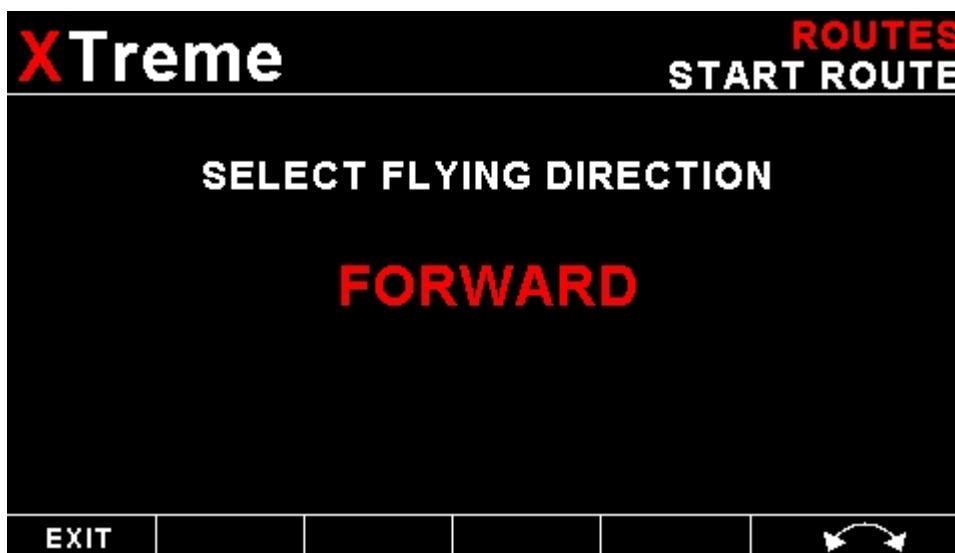 XTreme
ROUTES
START ROUTE
SELECT FLYING DIRECTION
FORWARD
EXIT